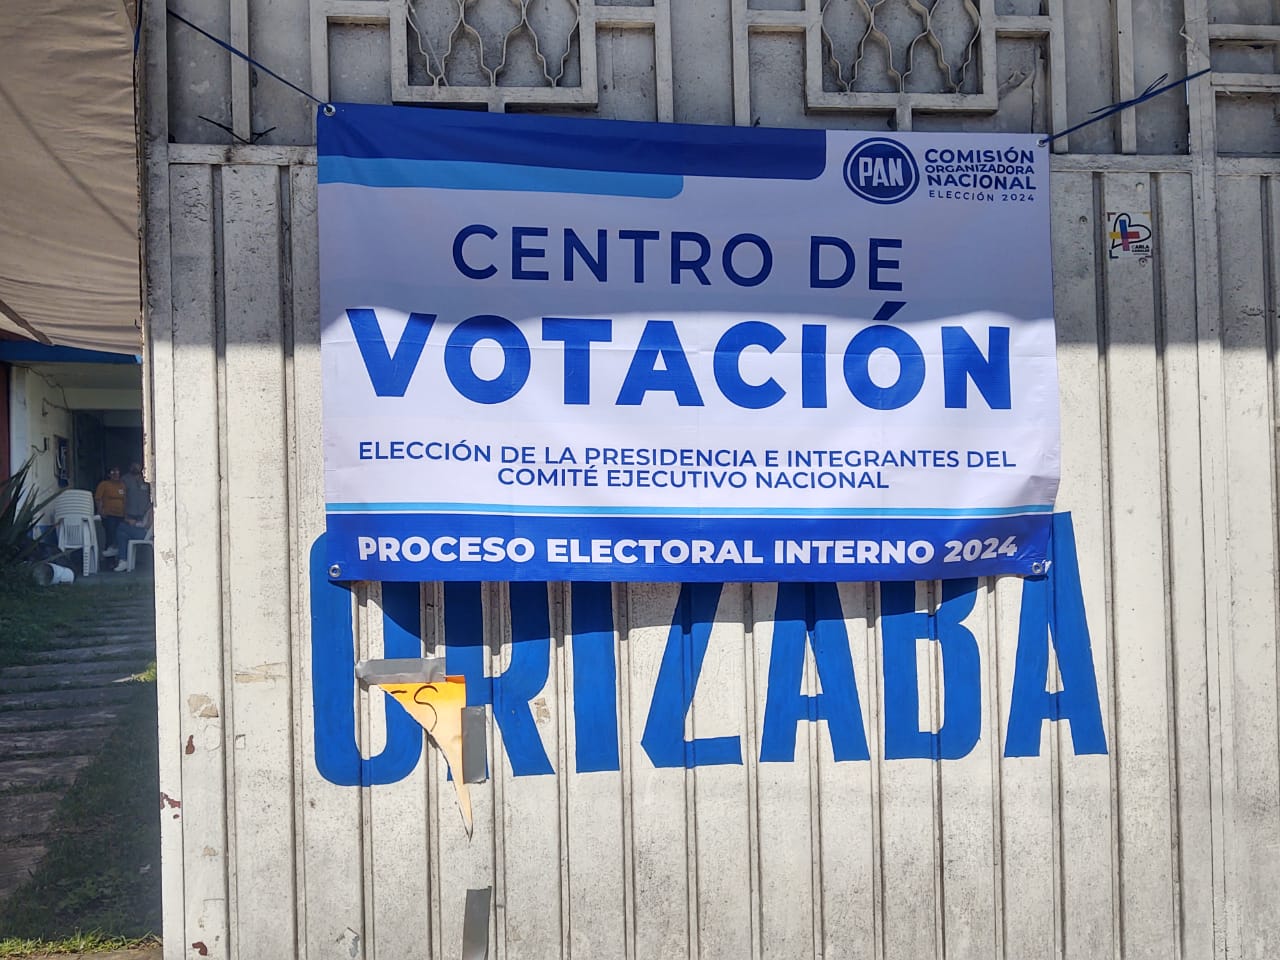 PAN
COMISIÓN
ORGANIZADORA
NACIONAL
ELECCIÓN 2024
CENTRO DE
VOTACIÓN
ELECCIÓN DE LA PRESIDENCIA E INTEGRANTES DEL
COMITÉ EJECUTIVO NACIONAL
PROCESO ELECTORAL INTERNO 2024
ORIZABA